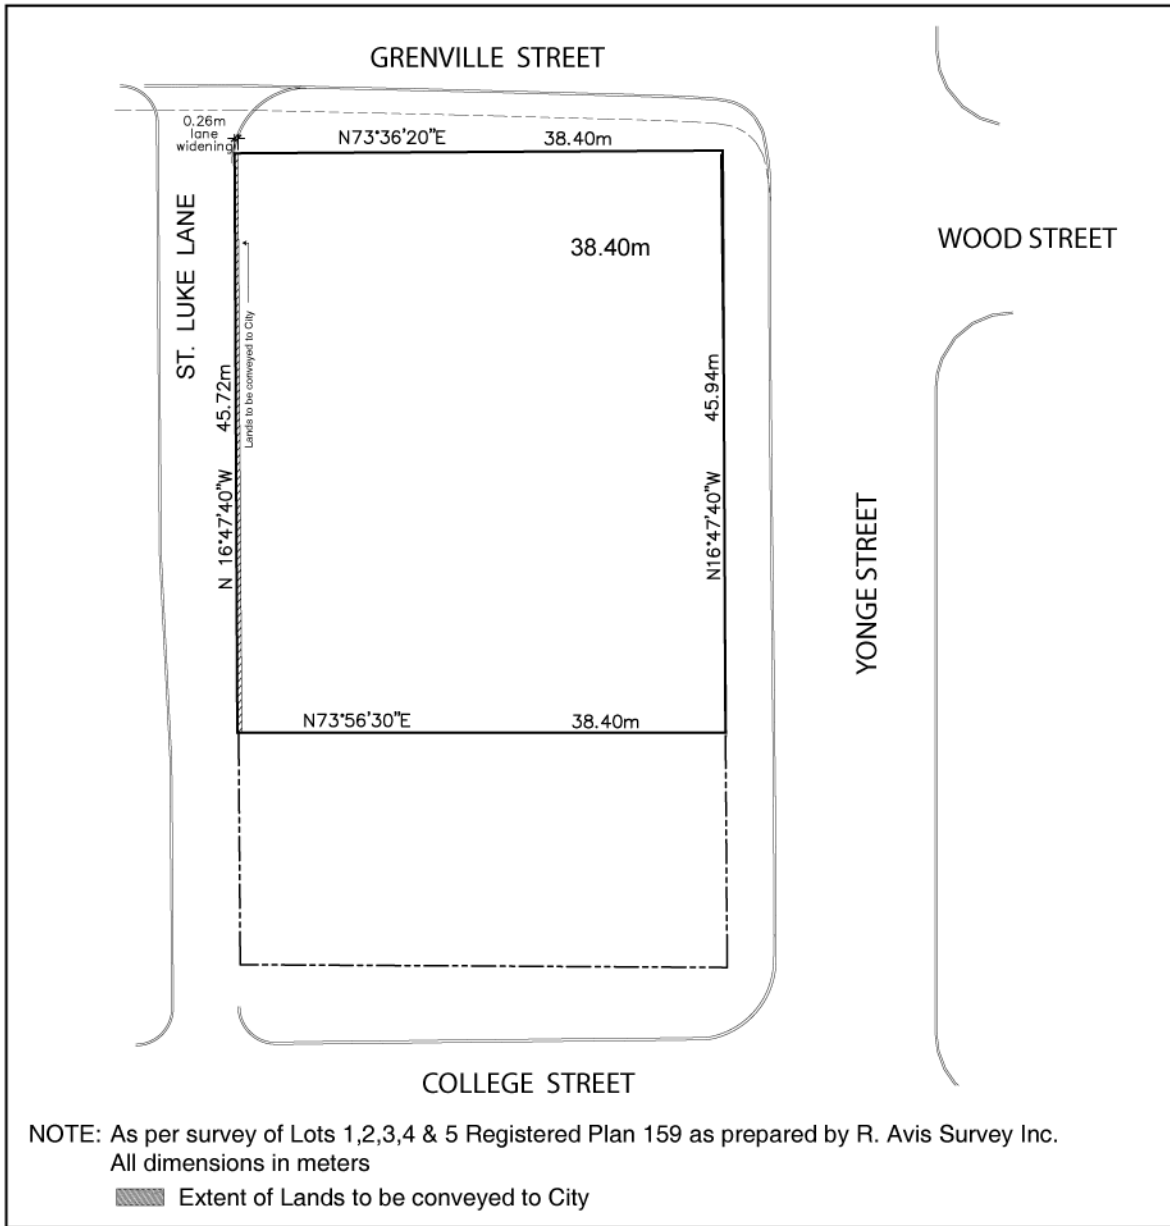 GRENVILLE STREET
0.26m
lane
widening
N73°36'20"E 38.40m
38.40m
WOOD STREET
ST. LUKE LANE
Lands to be conveyed to City
N 16°47'40"W 45.72m
N16°47'40"W 45.94m
YONGE STREET
N73°56'30"E 38.40m
COLLEGE STREET
NOTE: As per survey of Lots 1,2,3,4 & 5 Registered Plan 159 as prepared by R. Avis Survey Inc.
All dimensions in meters
Extent of Lands to be conveyed to City